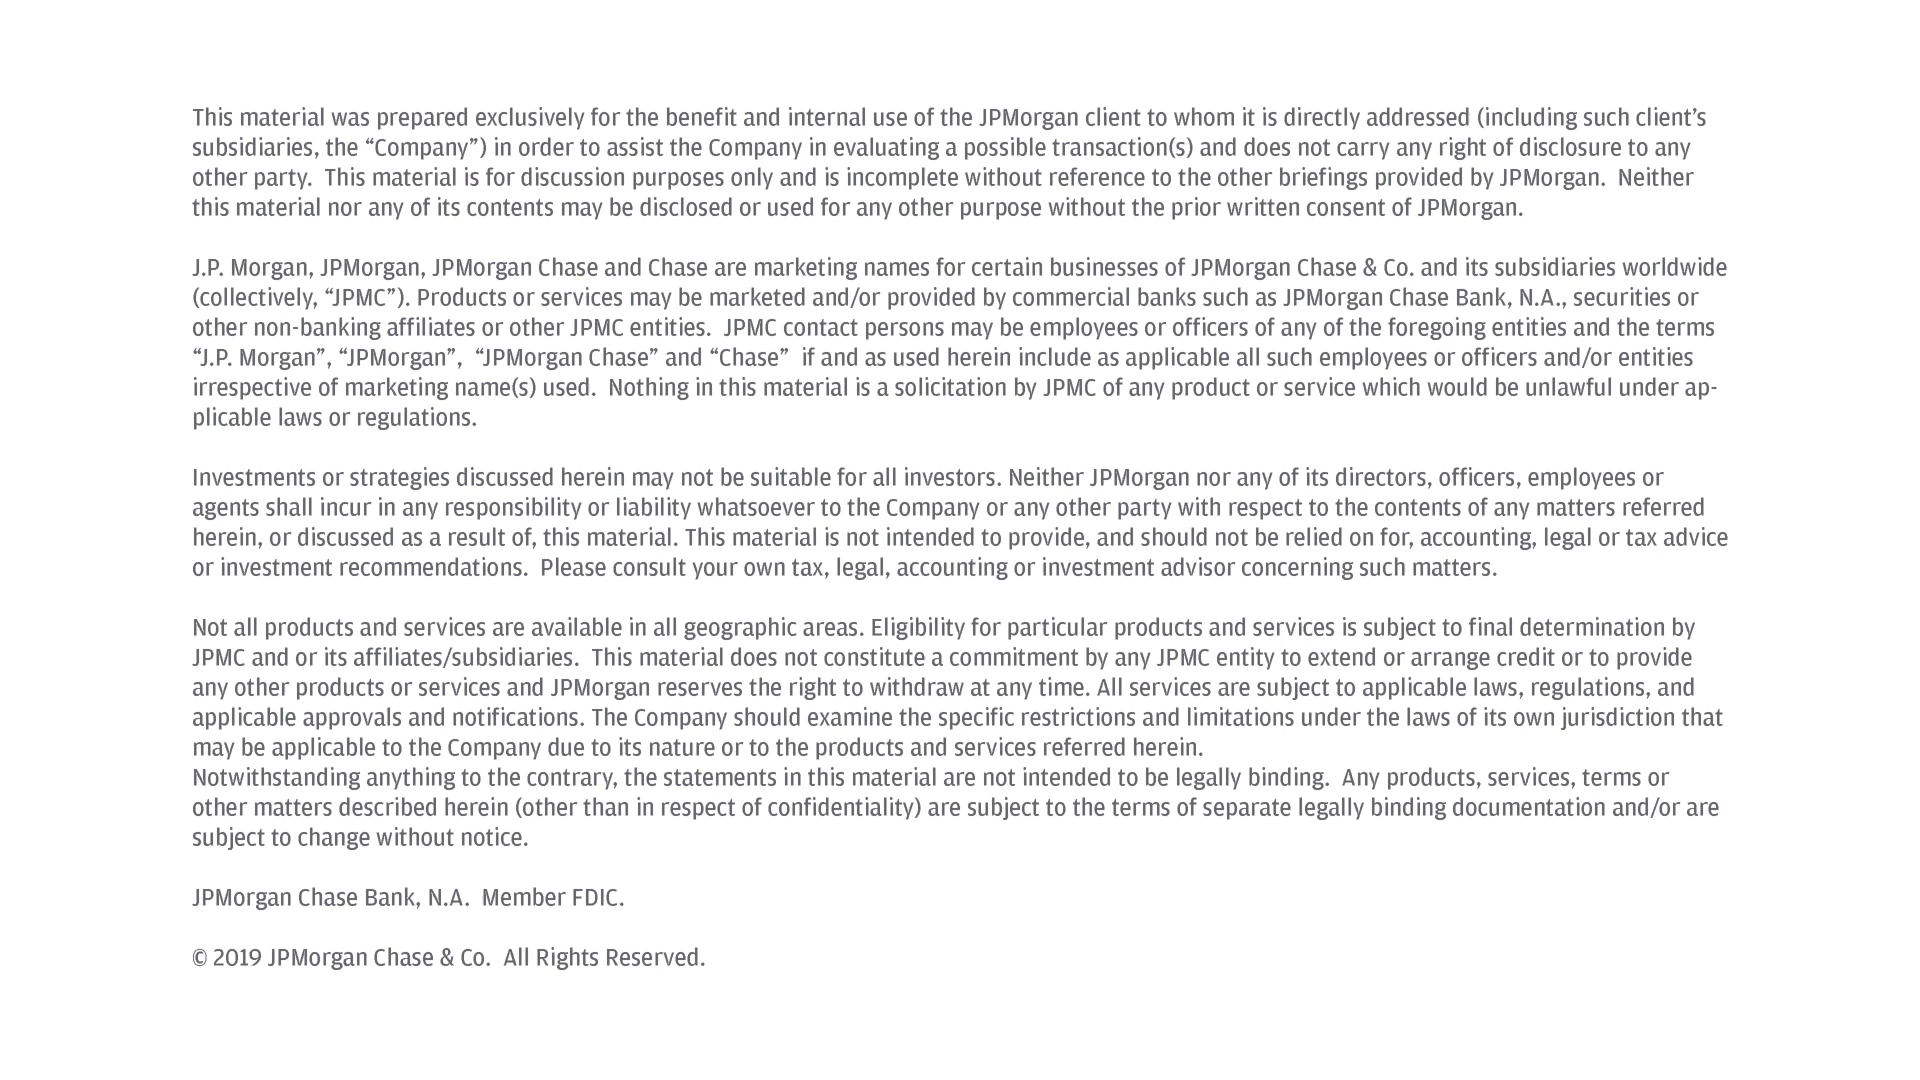 This material was prepared exclusively for the benefit and internal use of the JPMorgan client to whom it is directly addressed (including such client’s
subsidiaries, the “Company”) in order to assist the Company in evaluating a possible transaction(s) and does not carry any right of disclosure to any
other party.  This material is for discussion purposes only and is incomplete without reference to the other briefings provided by JPMorgan.  Neither
this material nor any of its contents may be disclosed or used for any other purpose without the prior written consent of JPMorgan.
J.P. Morgan, JPMorgan, JPMorgan Chase and Chase are marketing names for certain businesses of JPMorgan Chase & Co. and its subsidiaries worldwide
(collectively, “JPMC”). Products or services may be marketed and/or provided by commercial banks such as JPMorgan Chase Bank, N.A., securities or
other non-banking affiliates or other JPMC entities.  JPMC contact persons may be employees or officers of any of the foregoing entities and the terms
“J.P. Morgan”, “JPMorgan”,  “JPMorgan Chase” and “Chase”  if and as used herein include as applicable all such employees or officers and/or entities
irrespective of marketing name(s) used.  Nothing in this material is a solicitation by JPMC of any product or service which would be unlawful under ap-
plicable laws or regulations.
Investments or strategies discussed herein may not be suitable for all investors. Neither JPMorgan nor any of its directors, officers, employees or
agents shall incur in any responsibility or liability whatsoever to the Company or any other party with respect to the contents of any matters referred
herein, or discussed as a result of, this material. This material is not intended to provide, and should not be relied on for, accounting, legal or tax advice
or investment recommendations.  Please consult your own tax, legal, accounting or investment advisor concerning such matters.
Not all products and services are available in all geographic areas. Eligibility for particular products and services is subject to final determination by
JPMC and or its affiliates/subsidiaries.  This material does not constitute a commitment by any JPMC entity to extend or arrange credit or to provide
any other products or services and JPMorgan reserves the right to withdraw at any time. All services are subject to applicable laws, regulations, and
applicable approvals and notifications. The Company should examine the specific restrictions and limitations under the laws of its own jurisdiction that
may be applicable to the Company due to its nature or to the products and services referred herein.
Notwithstanding anything to the contrary, the statements in this material are not intended to be legally binding.  Any products, services, terms or
other matters described herein (other than in respect of confidentiality) are subject to the terms of separate legally binding documentation and/or are
subject to change without notice.
JPMorgan Chase Bank, N.A.  Member FDIC.
© 2019 JPMorgan Chase & Co.  All Rights Reserved.